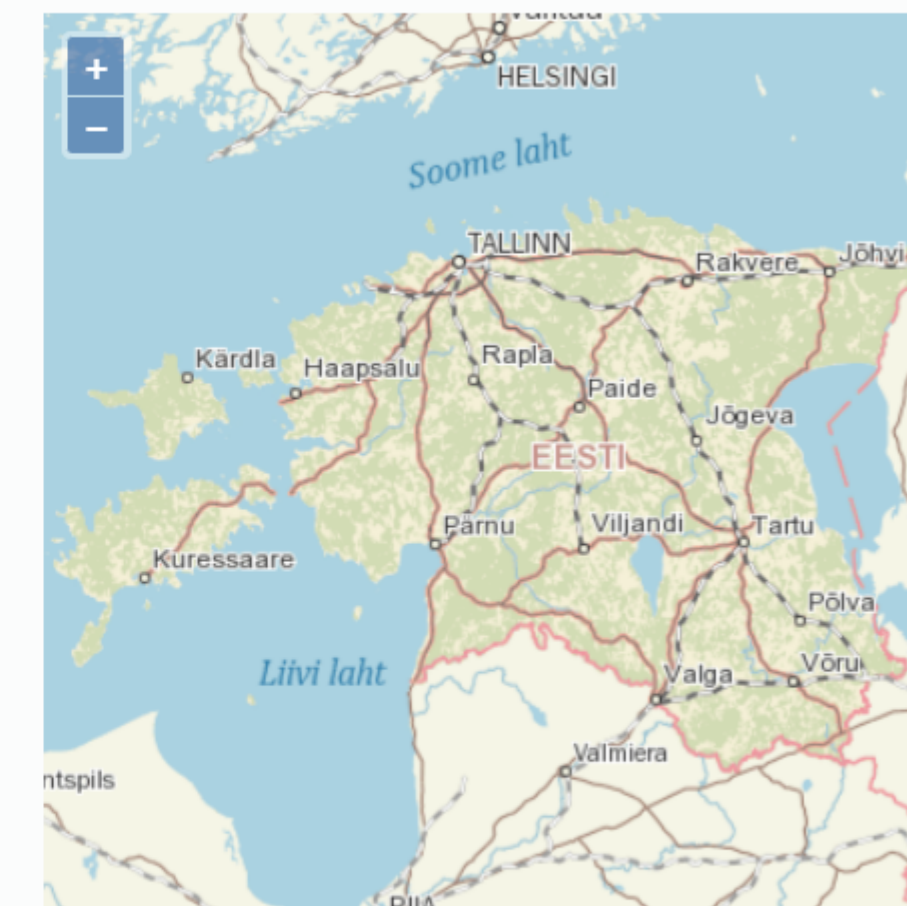 +
−
HELSINGI
Soome laht
TALLINN
Rakvere
Jõhvi
Kärdla
Haapsalu
Rapla
Paide
Jõgeva
EESTI
Pärnu
Viljandi
Tartu
Kuressaare
Põlva
Liivi laht
Valga
Võru
Valmiera
ntspils